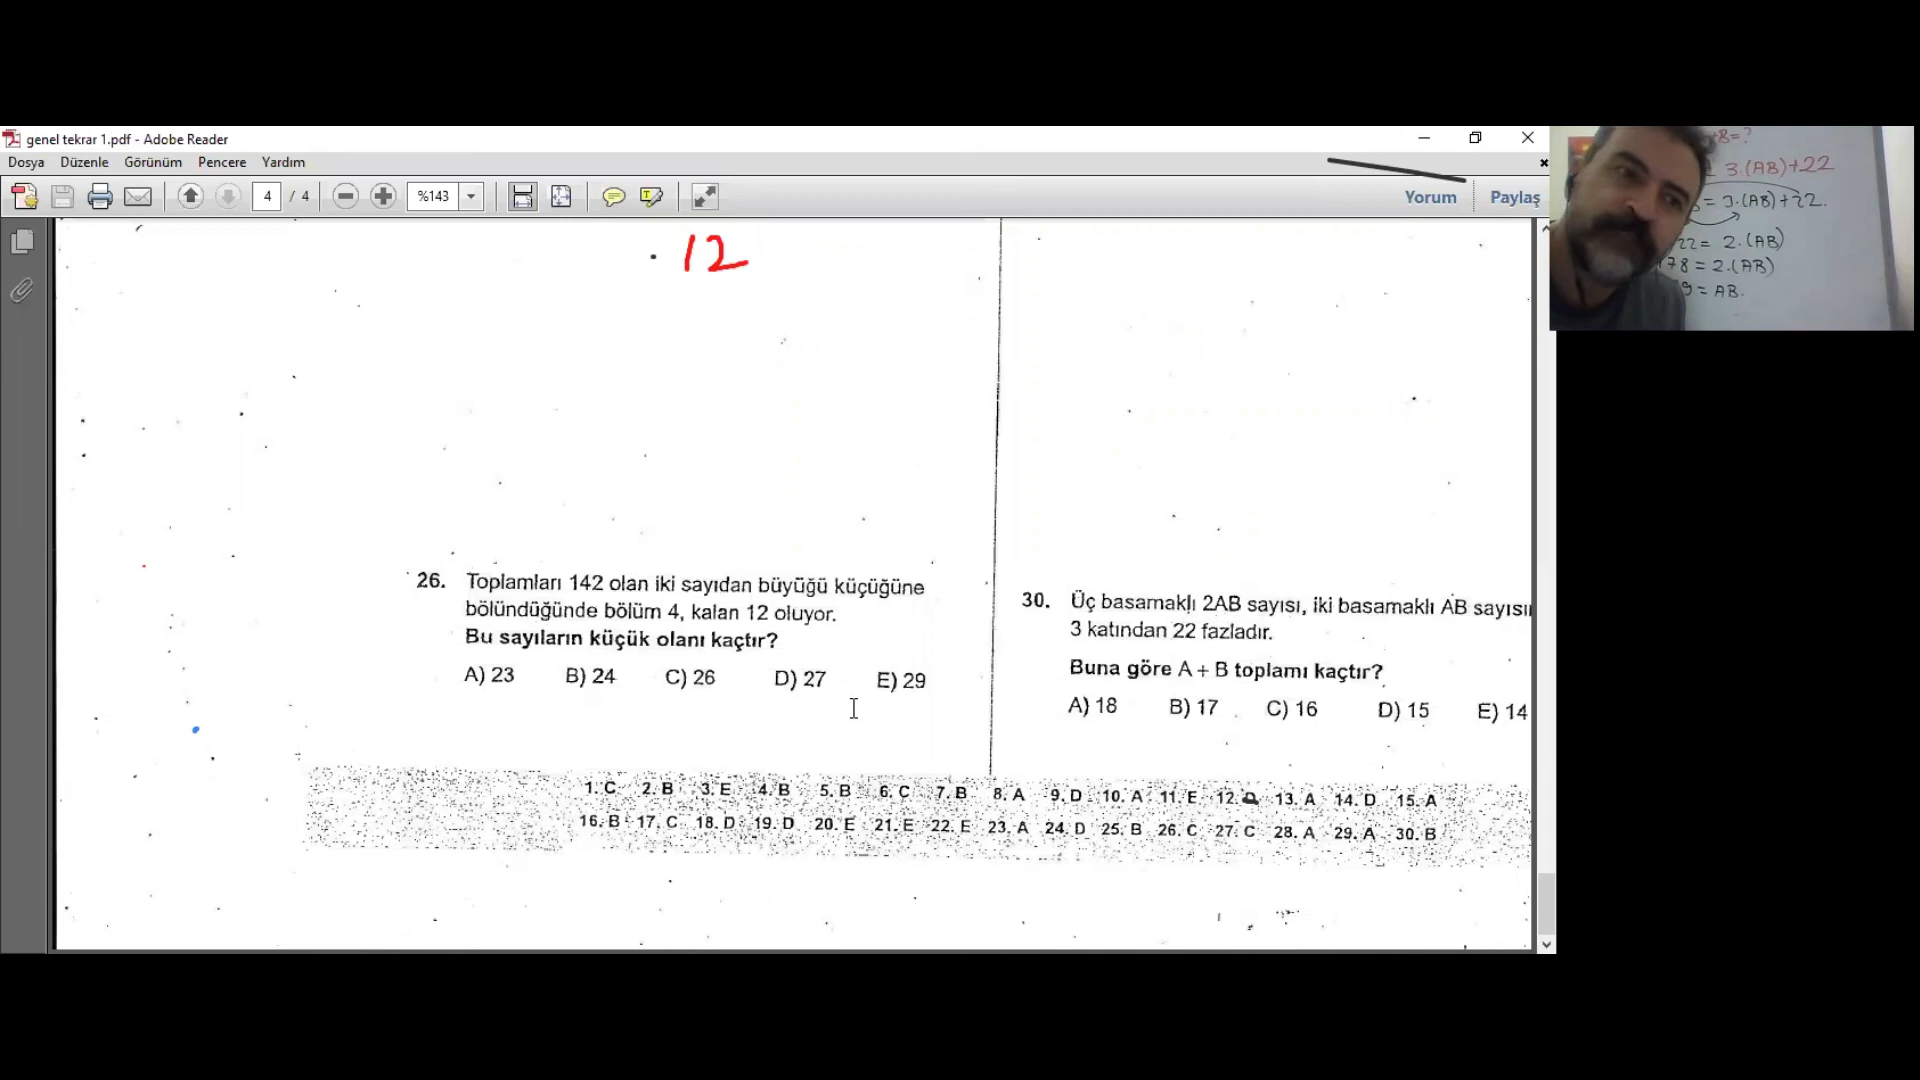 genel tekrar 1.pdf - Adobe Reader
Dosya Düzenle Görünüm Pencere Yardım
4 / 4 %143 Yorum Paylaş
12
26. Toplamları 142 olan iki sayıdan büyüğü küçüğüne
bölündüğünde bölüm 4, kalan 12 oluyor.
Bu sayıların küçük olanı kaçtır?
A) 23 B) 24 C) 26 D) 27 E) 29
30. Üç basamaklı 2AB sayısı, iki basamaklı AB
3 katından 22 fazladır.
Buna göre A + B toplamı kaçtır?
A) 18 B) 17 C) 16 D) 15 E) 14
1. C 2. B 3. E 4. B 5. B 6. C 7. B 8. A 9. D 10. A 11. E 12. D 13. A 14. D 15. A
16. B 17. C 18. D 19. D 20. E 21. E 22. E 23. A 24. D 25. B 26. C 27. C 28. A 29. A 30. B
+B=?
3.(AB)+22
= 3.(AB)+22.
22= 2.(AB)
178 = 2.(AB)
9 = AB.